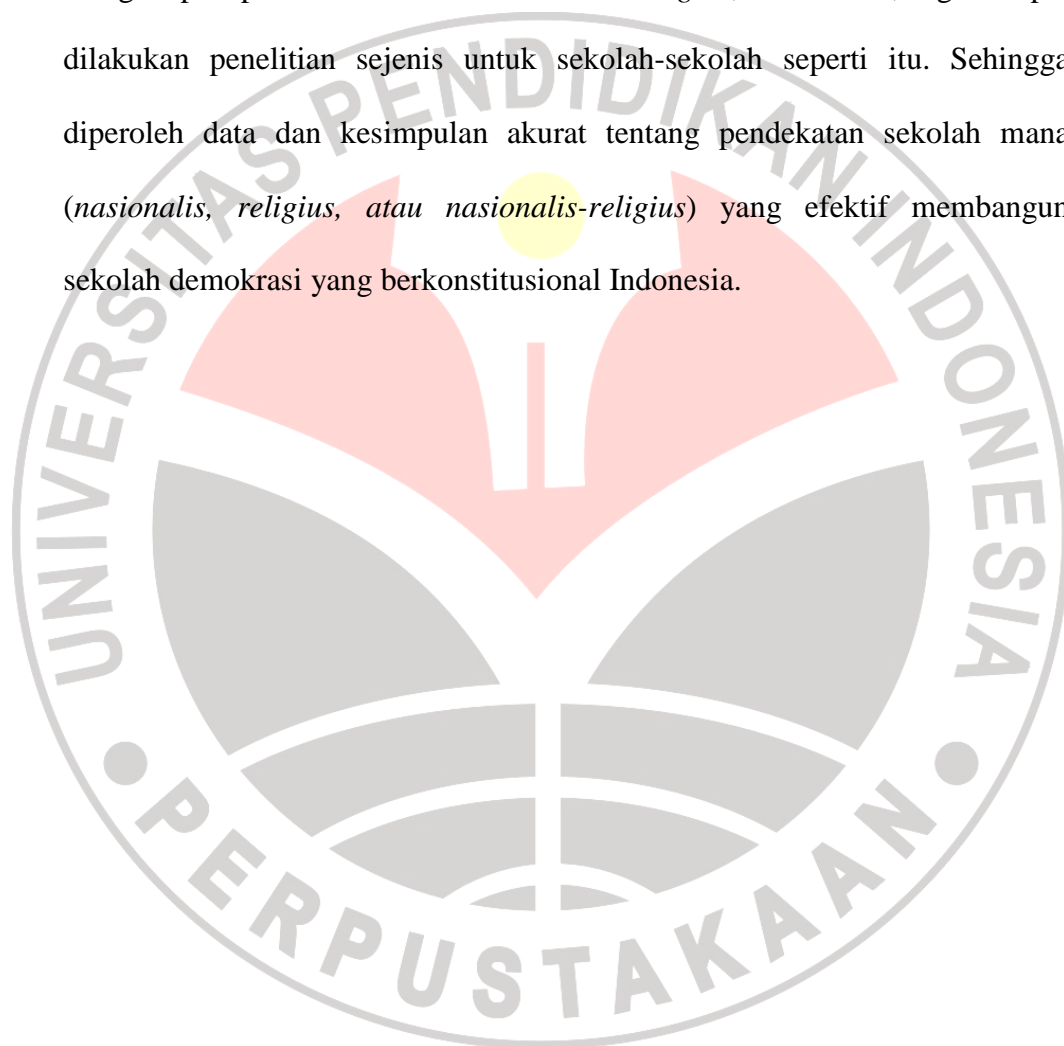 dilakukan penelitian sejenis untuk sekolah-sekolah seperti itu. Sehingga
diperoleh data dan kesimpulan akurat tentang pendekatan sekolah mana
(nasionalis, religius, atau nasionalis-religius) yang efektif membangun
sekolah demokrasi yang berkonstitusional Indonesia.
UNIVERSITAS PENDIDIKAN INDONESIA
PERPUSTAKAAN